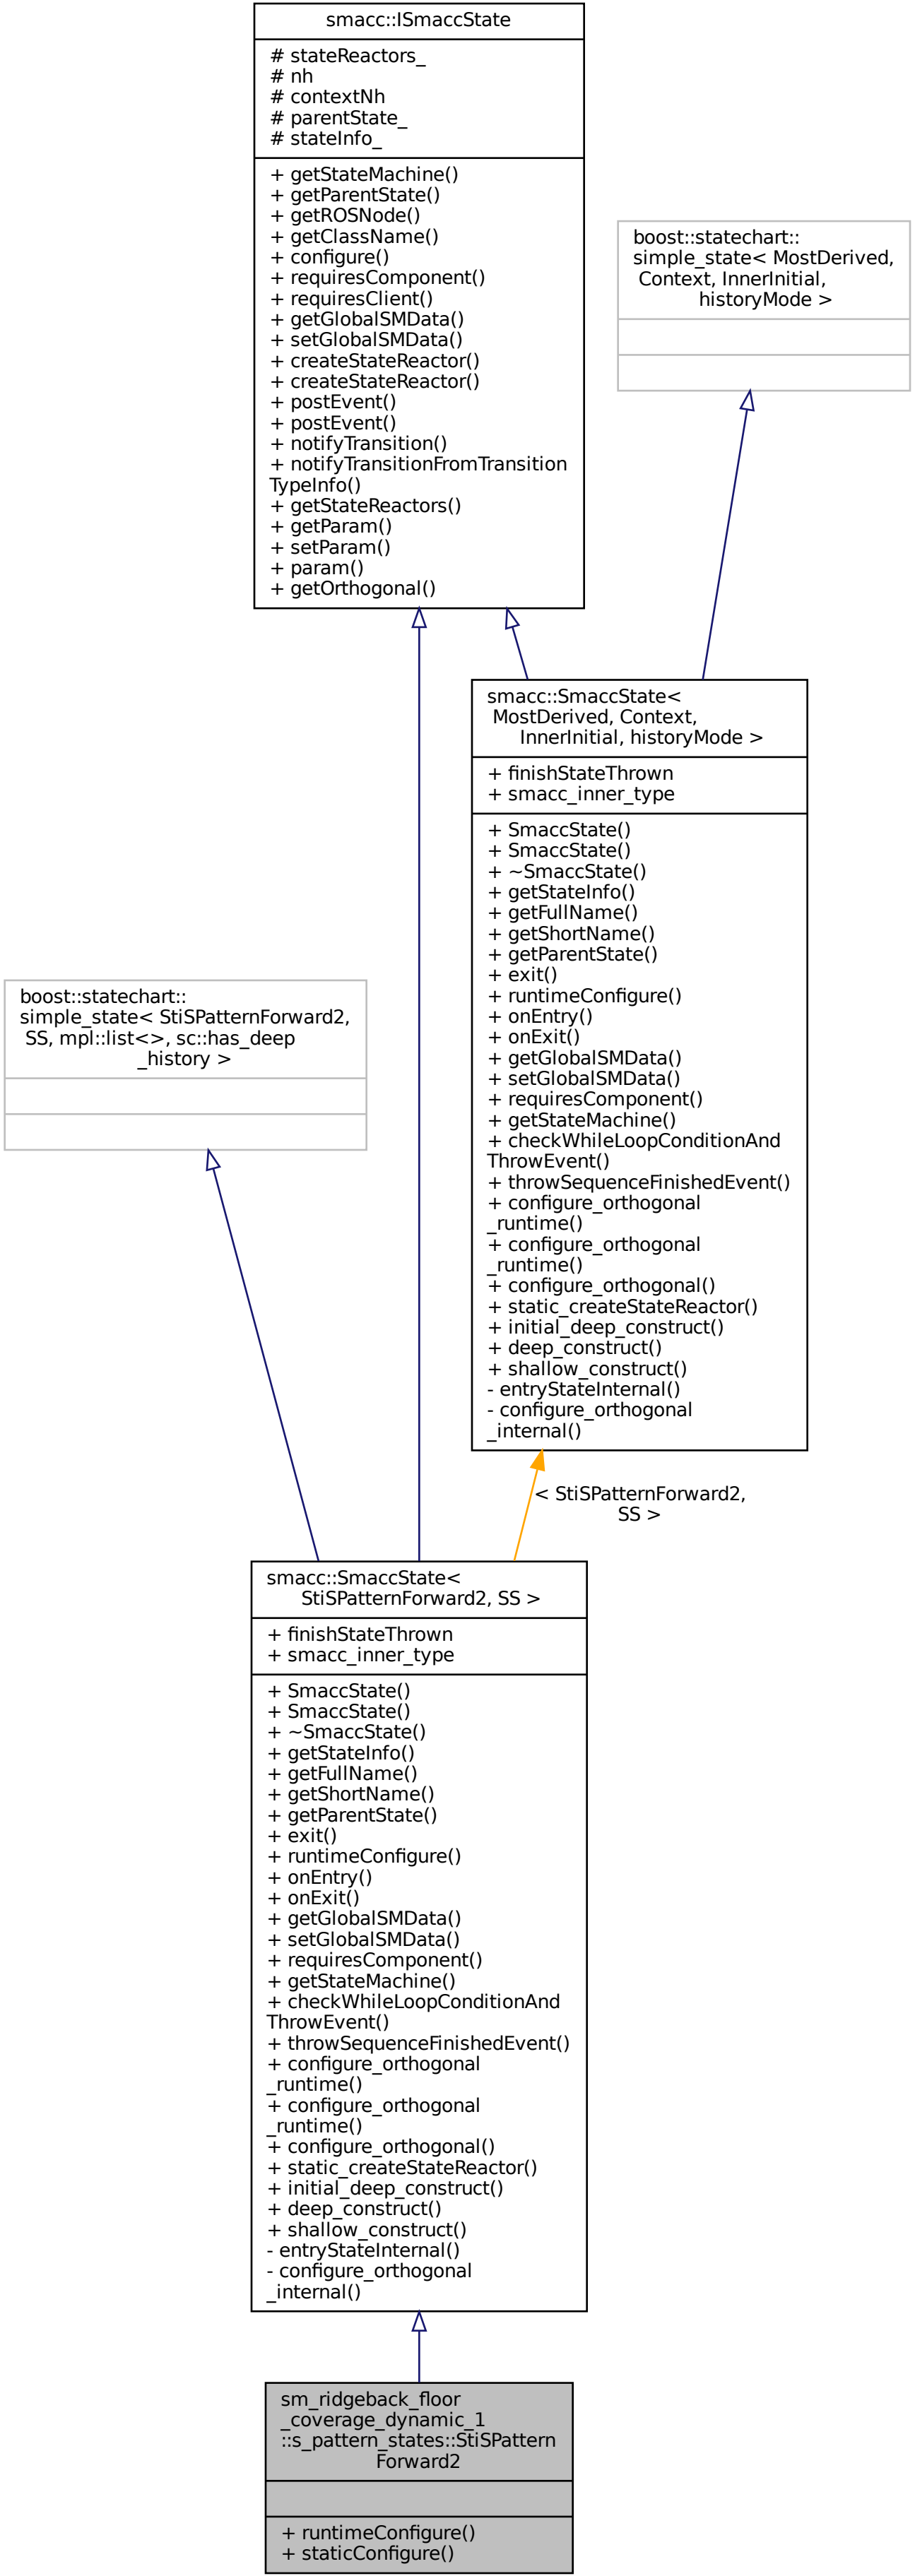 smacc::ISmaccState
# stateReactors_
# nh
# contextNh
# parentState_
# stateInfo_
+ getStateMachine()
+ getParentState()
+ getROSNode()
+ getClassName()
+ configure()
+ requiresComponent()
+ requiresClient()
+ getGlobalSMData()
+ setGlobalSMData()
+ createStateReactor()
+ createStateReactor()
+ postEvent()
+ postEvent()
+ notifyTransition()
+ notifyTransitionFromTransition
TypeInfo()
+ getStateReactors()
+ getParam()
+ setParam()
+ param()
+ getOrthogonal()
boost::statechart::
simple_state< MostDerived,
Context, InnerInitial,
historyMode >
smacc::SmaccState<
MostDerived, Context,
InnerInitial, historyMode >
+ finishStateThrown
+ smacc_inner_type
+ SmaccState()
+ SmaccState()
+ ~SmaccState()
+ getStateInfo()
+ getFullName()
+ getShortName()
+ getParentState()
+ exit()
+ runtimeConfigure()
+ onEntry()
+ onExit()
+ getGlobalSMData()
+ setGlobalSMData()
+ requiresComponent()
+ getStateMachine()
+ checkWhileLoopConditionAnd
ThrowEvent()
+ throwSequenceFinishedEvent()
+ configure_orthogonal
_runtime()
+ configure_orthogonal
_runtime()
+ configure_orthogonal()
+ static_createStateReactor()
+ initial_deep_construct()
+ deep_construct()
+ shallow_construct()
- entryStateInternal()
- configure_orthogonal
_internal()
boost::statechart::
simple_state< StiSPatternForward2,
SS, mpl::list<>, sc::has_deep
_history >
< StiSPatternForward2,
SS >
smacc::SmaccState<
StiSPatternForward2, SS >
+ finishStateThrown
+ smacc_inner_type
+ SmaccState()
+ SmaccState()
+ ~SmaccState()
+ getStateInfo()
+ getFullName()
+ getShortName()
+ getParentState()
+ exit()
+ runtimeConfigure()
+ onEntry()
+ onExit()
+ getGlobalSMData()
+ setGlobalSMData()
+ requiresComponent()
+ getStateMachine()
+ checkWhileLoopConditionAnd
ThrowEvent()
+ throwSequenceFinishedEvent()
+ configure_orthogonal
_runtime()
+ configure_orthogonal
_runtime()
+ configure_orthogonal()
+ static_createStateReactor()
+ initial_deep_construct()
+ deep_construct()
+ shallow_construct()
- entryStateInternal()
- configure_orthogonal
_internal()
sm_ridgeback_floor
_coverage_dynamic_1
::s_pattern_states::StiSPattern
Forward2
+ runtimeConfigure()
+ staticConfigure()